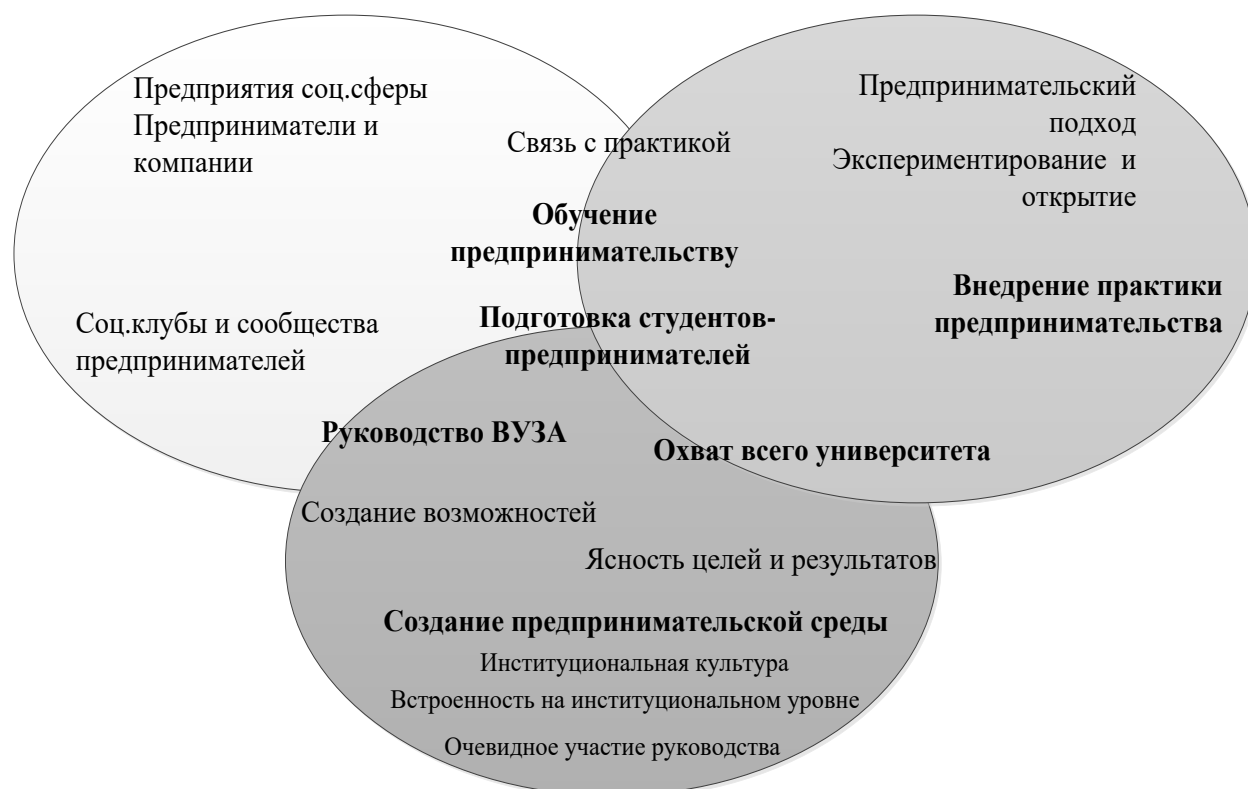 Предприятия соц.сферы
Предприниматели и
компании
Связь с практикой
Предпринимательский
подход
Экспериментирование и
открытие
Обучение
предпринимательству
Внедрение практики
предпринимательства
Соц.клубы и сообщества
предпринимателей
Подготовка студентов-
предпринимателей
Руководство ВУЗА
Охват всего университета
Создание возможностей
Ясность целей и результатов
Создание предпринимательской среды
Институциональная культура
Встроенность на институциональном уровне
Очевидное участие руководства